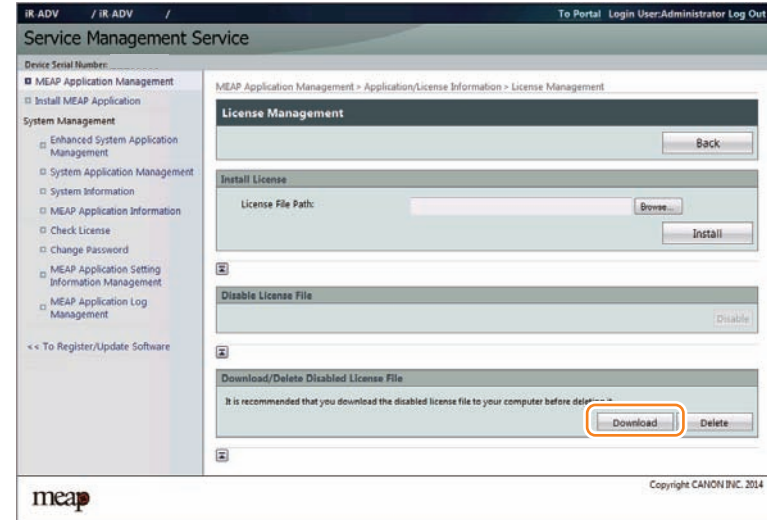 iR-ADV / iR-ADV /
To Portal Login User:Administrator Log Out
Service Management Service
Device Serial Number:
MEAP Application Management
Install MEAP Application
System Management
Enhanced System Application
Management
System Application Management
System Information
MEAP Application Information
Check License
Change Password
MEAP Application Setting
Information Management
MEAP Application Log
Management
<< To Register/Update Software
MEAP Application Management > Application/License Information > License Management
License Management
Back
Install License
License File Path:
Browse...
Install
Disable License File
Disable
Download/Delete Disabled License File
It is recommended that you download the disabled license file to your computer before deleting it.
Download Delete
Copyright CANON INC. 2014
meap